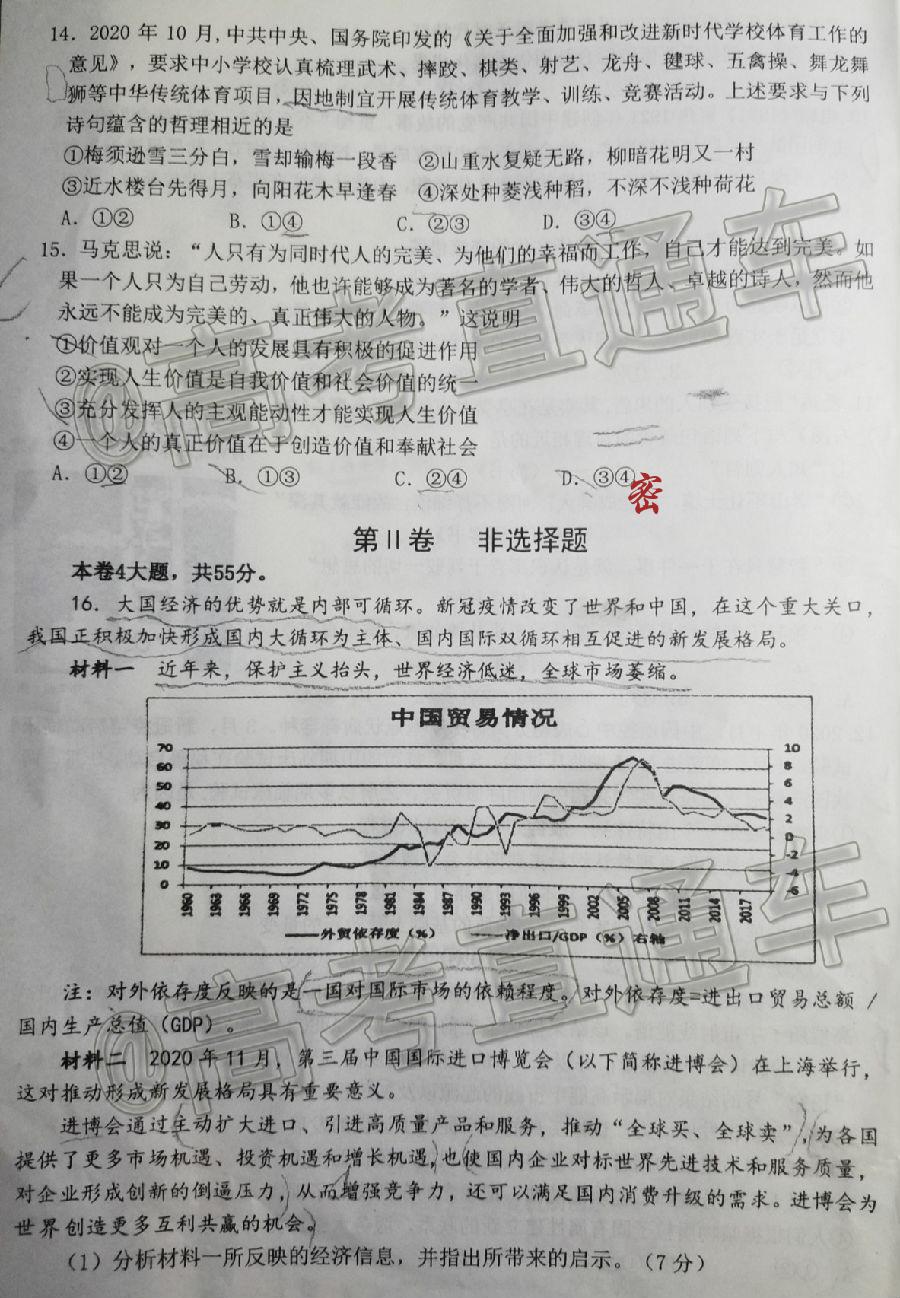 14. 2020 年 10 月,中共中央、国务院印发的《关于全面加强和改进新时代学校体育工作的
意见》，要求中小学校认真梳理武术、摔跤、棋类、射艺、龙舟、毽球、五禽操、舞龙舞
狮等中华传统体育项目，因地制宜开展传统体育教学、训练、竞赛活动。上述要求与下列
诗句蕴含的哲理相近的是
①梅须逊雪三分白，雪却输梅一段香 ②山重水复疑无路，柳暗花明又一村
③近水楼台先得月，向阳花木早逢春 ④深处种菱浅种稻，不深不浅种荷花
A. ①② B. ①④ C. ②③ D. ③④
15. 马克思说：“人只有为同时代人的完美、为他们的幸福而工作，自己才能达到完美。如
果一个人只为自己劳动，他也许能够成为著名的学者、伟大的哲人、卓越的诗人，然而他
永远不能成为完美的、真正伟大的人物。”这说明
①价值观对一个人的发展具有积极的促进作用
②实现人生价值是自我价值和社会价值的统一
③充分发挥人的主观能动性才能实现人生价值
④一个人的真正价值在于创造价值和奉献社会
A. ①② B. ①③ C. ②④ D. ③④
密
第Ⅱ卷 非选择题
本卷4大题，共55分。
16. 大国经济的优势就是内部可循环。新冠疫情改变了世界和中国，在这个重大关口，
我国正积极加快形成国内大循环为主体、国内国际双循环相互促进的新发展格局。
材料一 近年来，保护主义抬头，世界经济低迷，全球市场萎缩。
中国贸易情况
70 10
60 8
50 6
40 4
30 2
20 0
10 -2
0 -4
-6
1960 1963 1966 1969 1972 1975 1978 1981 1984 1987 1990 1993 1996 1999 2002 2005 2008 2011 2014 2017
外贸依存度（%） 净出口/GDP（%）右轴
注：对外依存度反映的是一国对国际市场的依赖程度。对外依存度=进出口贸易总额 /
国内生产总值（GDP）。
材料二 2020 年 11 月，第三届中国国际进口博览会（以下简称进博会）在上海举行，
这对推动形成新发展格局具有重要意义。
进博会通过主动扩大进口、引进高质量产品和服务，推动“全球买、全球卖”,为各国
提供了更多市场机遇、投资机遇和增长机遇,也使国内企业对标世界先进技术和服务质量，
对企业形成创新的倒逼压力，从而增强竞争力，还可以满足国内消费升级的需求。进博会为
世界创造更多互利共赢的机会。
（1）分析材料一所反映的经济信息，并指出所带来的启示。（7 分）
@高考直通车
@高考直通车